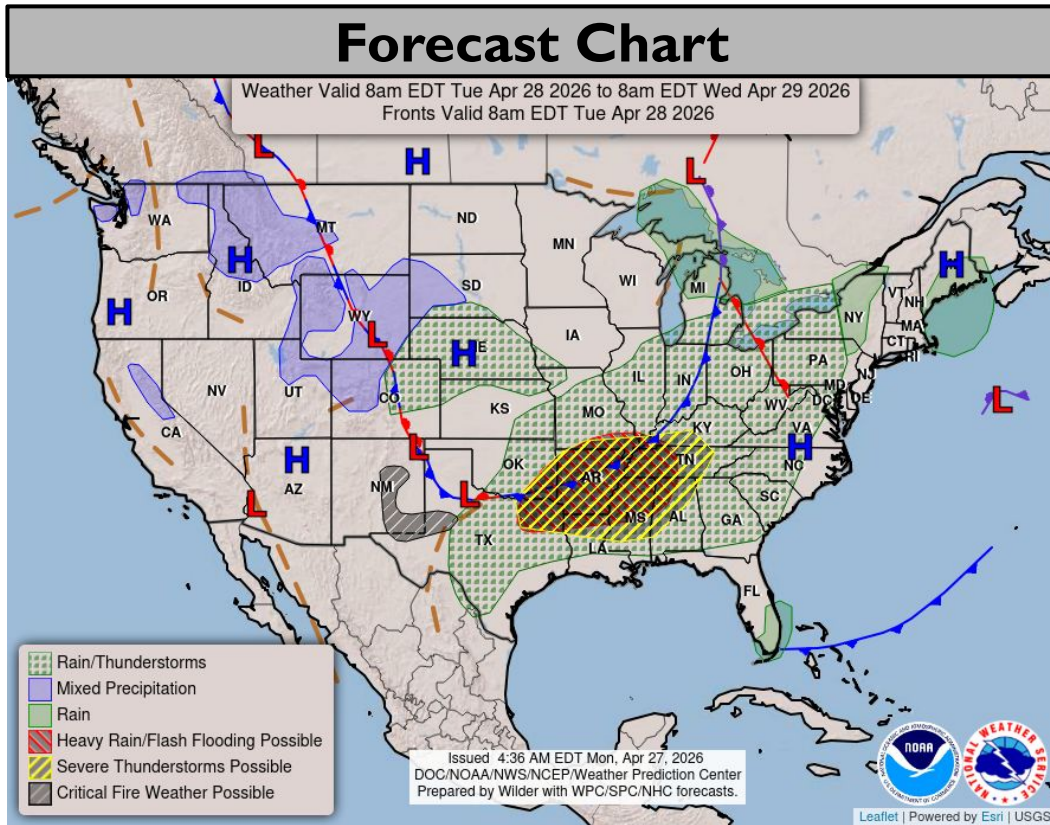 Forecast Chart
Weather Valid 8am EDT Tue Apr 28 2026 to 8am EDT Wed Apr 29 2026
Fronts Valid 8am EDT Tue Apr 28 2026
L
H
L
WA
MT
ND
MN
H
OR
ID
H
WY
L
SD
WI
MI
VT
NH
H
NY
MA
CT
RI
H
E
IA
NV
UT
CO
KS
IL
IN
OH
PA
NJ
MD
DE
DC
L
CA
MO
WV
VA
KY
H
H
AZ
L
OK
AR
TN
NC
NM
L
L
TX
MS
AL
GA
SC
LA
FL
Rain/Thunderstorms
Mixed Precipitation
Rain
Heavy Rain/Flash Flooding Possible
Severe Thunderstorms Possible
Critical Fire Weather Possible
Issued 4:36 AM EDT Mon, Apr 27, 2026
DOC/NOAA/NWS/NCEP/Weather Prediction Center
Prepared by Wilder with WPC/SPC/NHC forecasts.
NOAA
NATIONAL WEATHER SERVICE
Leaflet | Powered by Esri | USGS